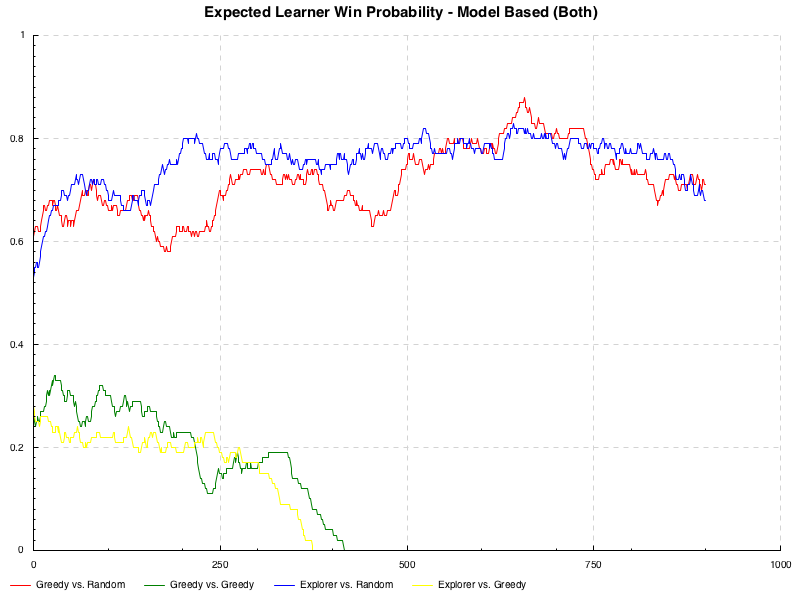 Expected Learner Win Probability - Model Based (Both)
1
0.8
0.6
0.4
0.2
0
0 250 500 750 1000
Greedy vs. Random Greedy vs. Greedy Explorer vs. Random Explorer vs. Greedy